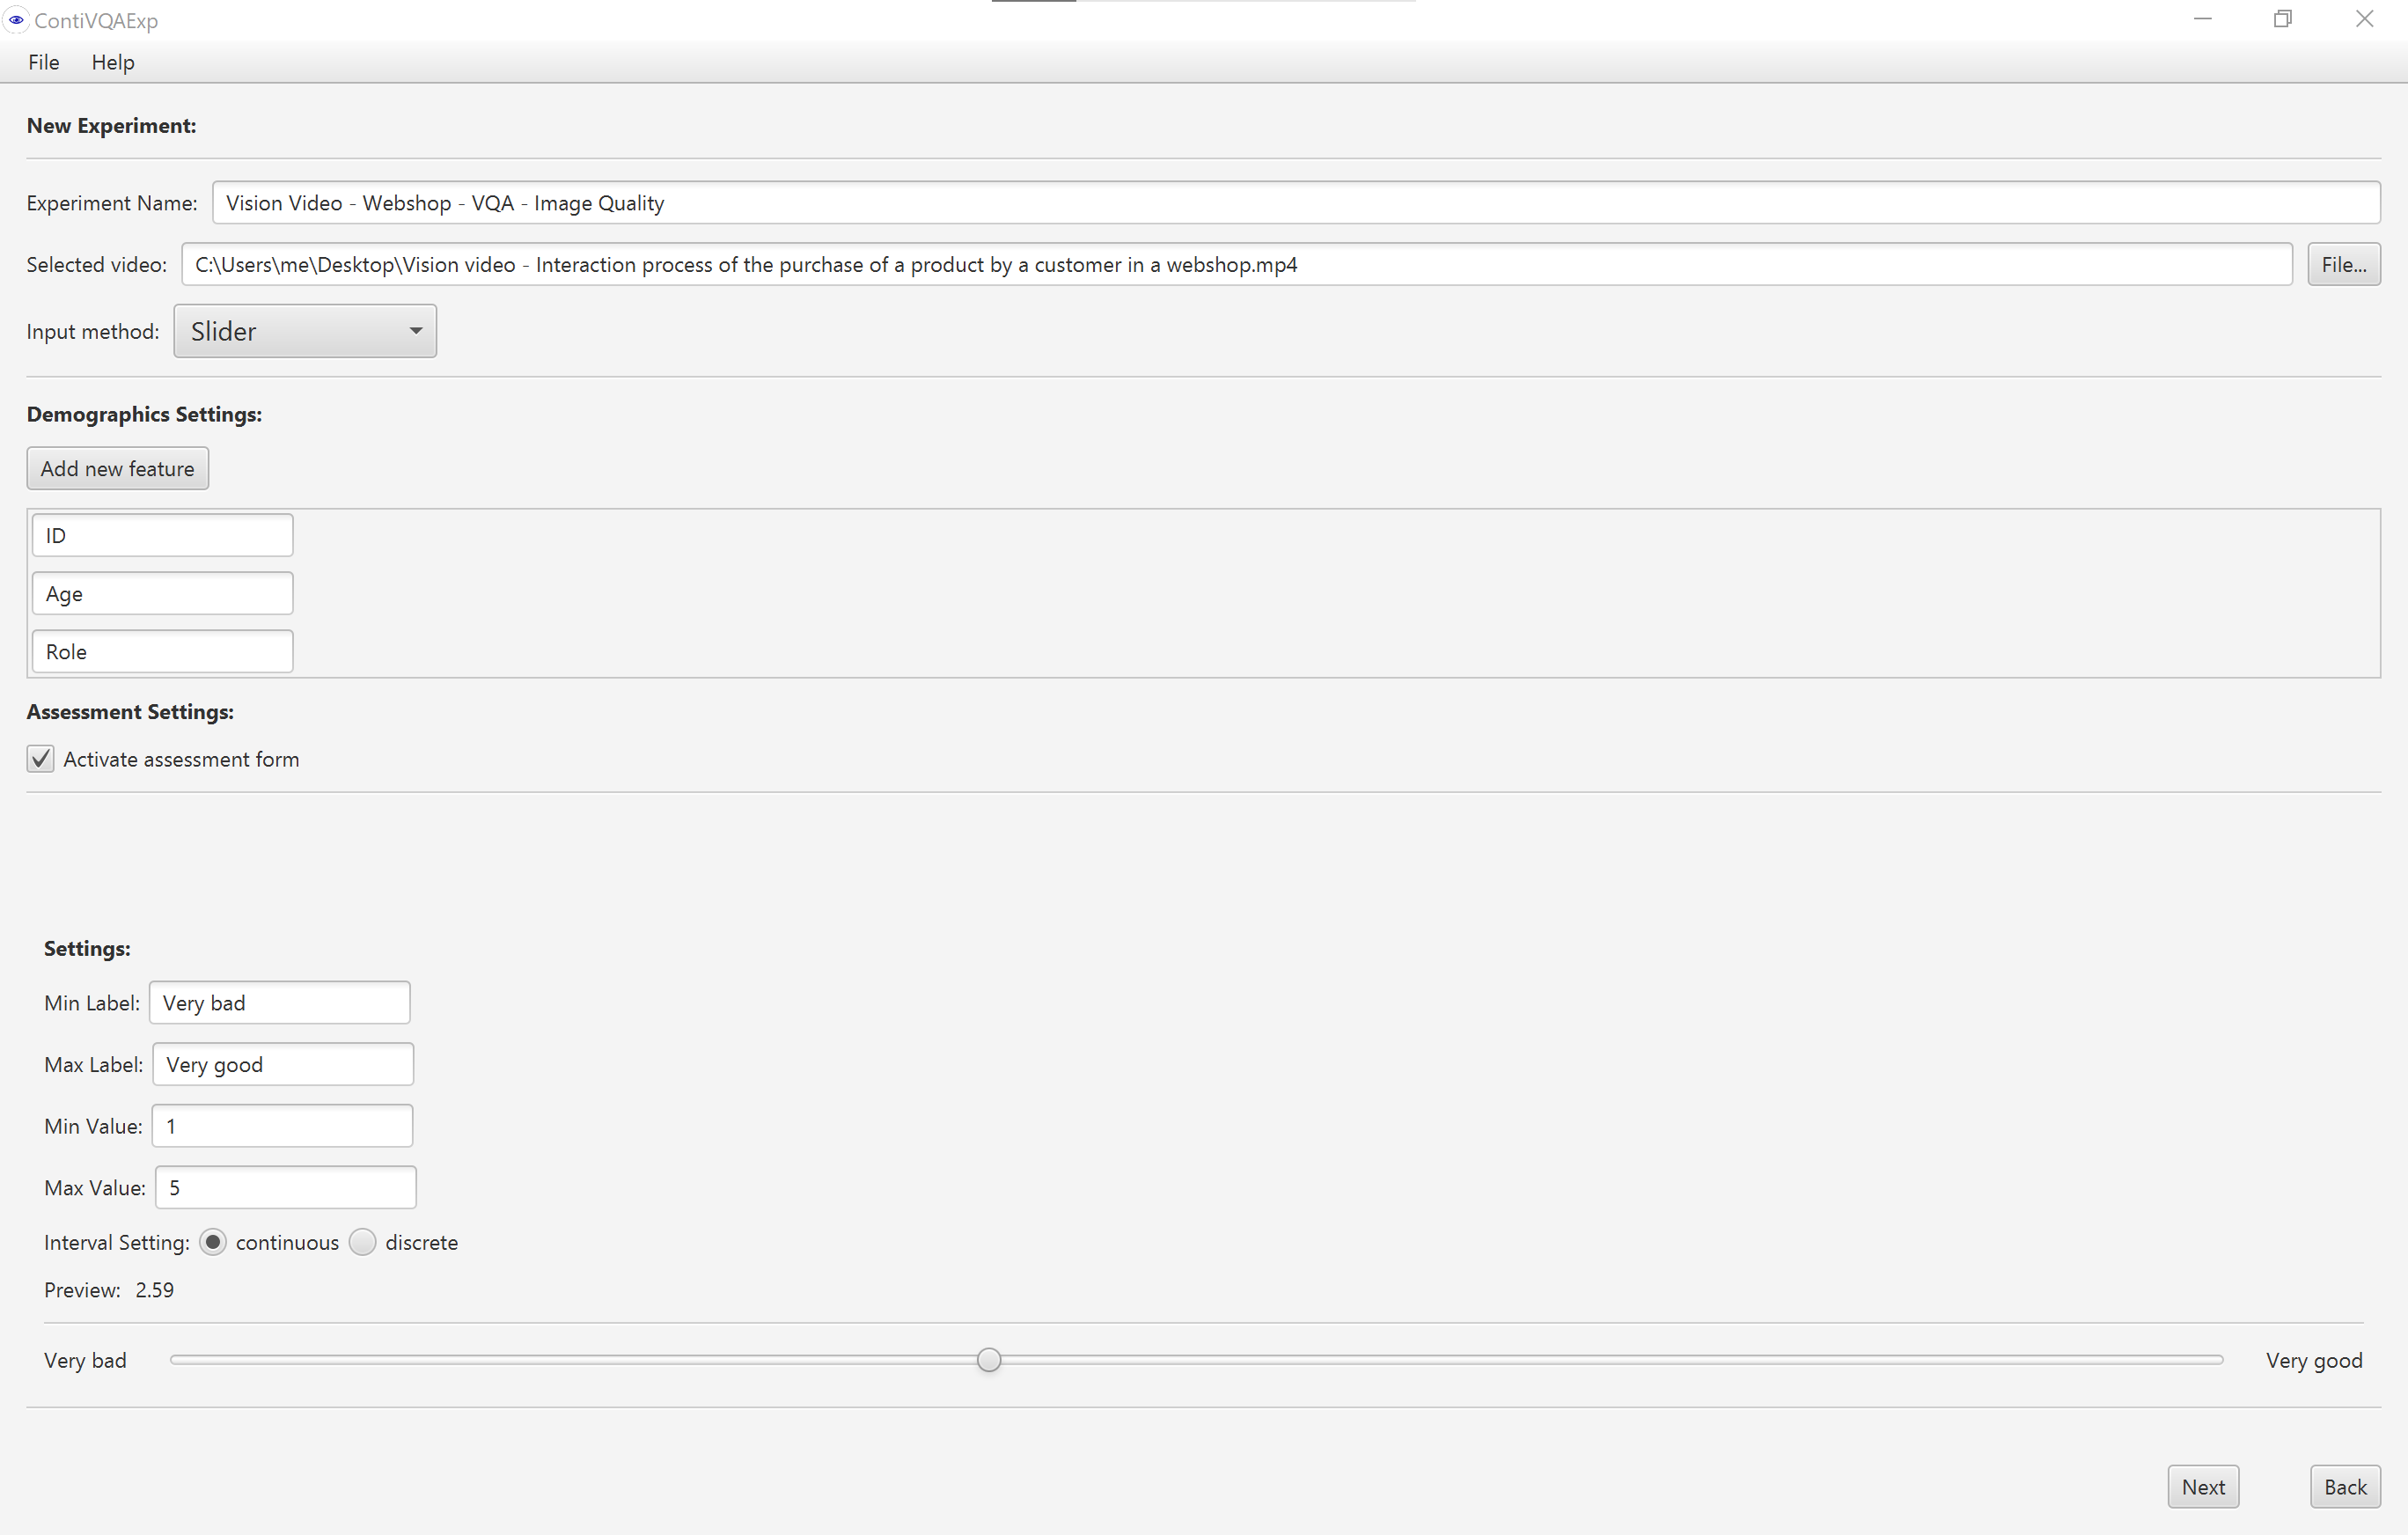 ContiVQAExp
File Help
New Experiment:
Experiment Name: Vision Video - Webshop - VQA - Image Quality
Selected video: C:\Users\me\Desktop\Vision video - Interaction process of the purchase of a product by a customer in a webshop.mp4 File...
Input method: Slider
Demographics Settings:
Add new feature
ID
Age
Role
Assessment Settings:
Activate assessment form
Settings:
Min Label: Very bad
Max Label: Very good
Min Value: 1
Max Value: 5
Interval Setting: continuous discrete
Preview: 2.59
Very bad Very good
Next Back